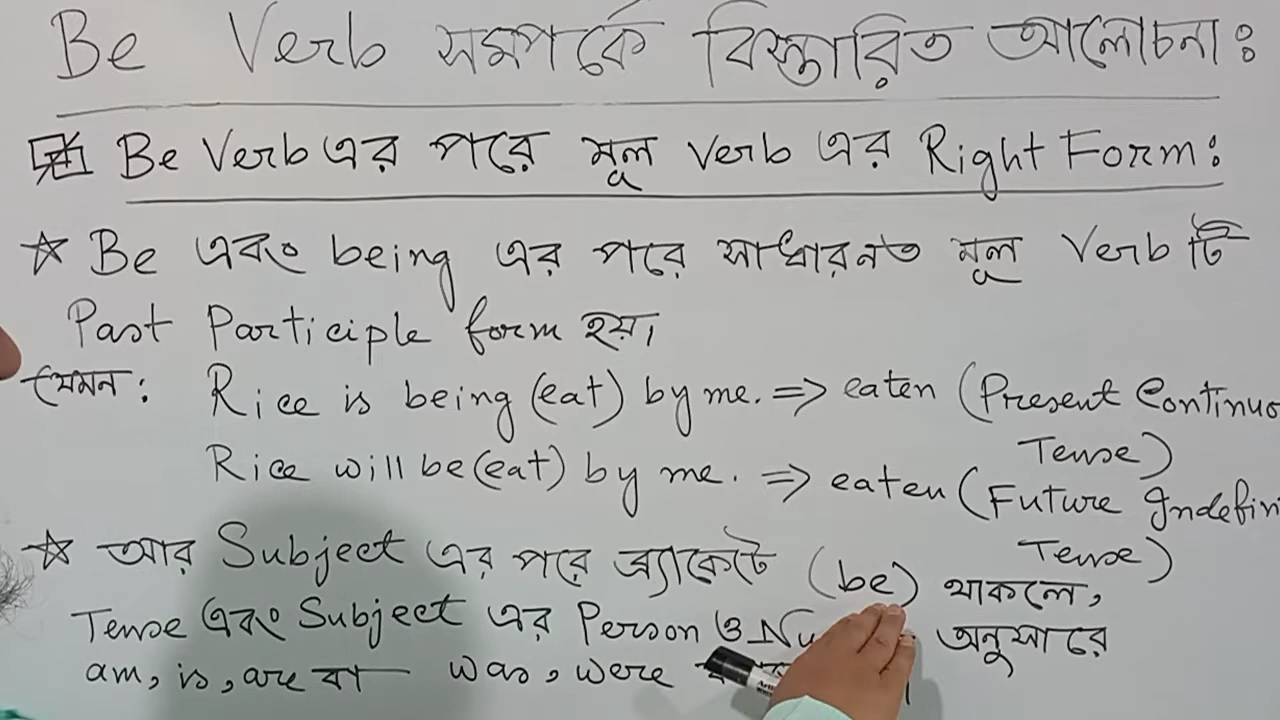 Be Verb সম্পর্কে বিস্তারিত আলোচনাঃ
Be Verb এর পরে মূল Verb এর Right Form:
☆ Be এবং being এর পরে সাধারনত মূল Verb টি
Past Participle form হয়।
যেমন: Rice is being (eat) by me. => eaten (Present Continuo
Tense)
Rice will be (eat) by me. => eaten (Future Indefin
Tense)
☆ আর Subject এর পরে ব্র্যাকেটে (be) থাকলে,
Tense এবং Subject এর Person ও Nu অনুসারে
am, is, are বা was, were